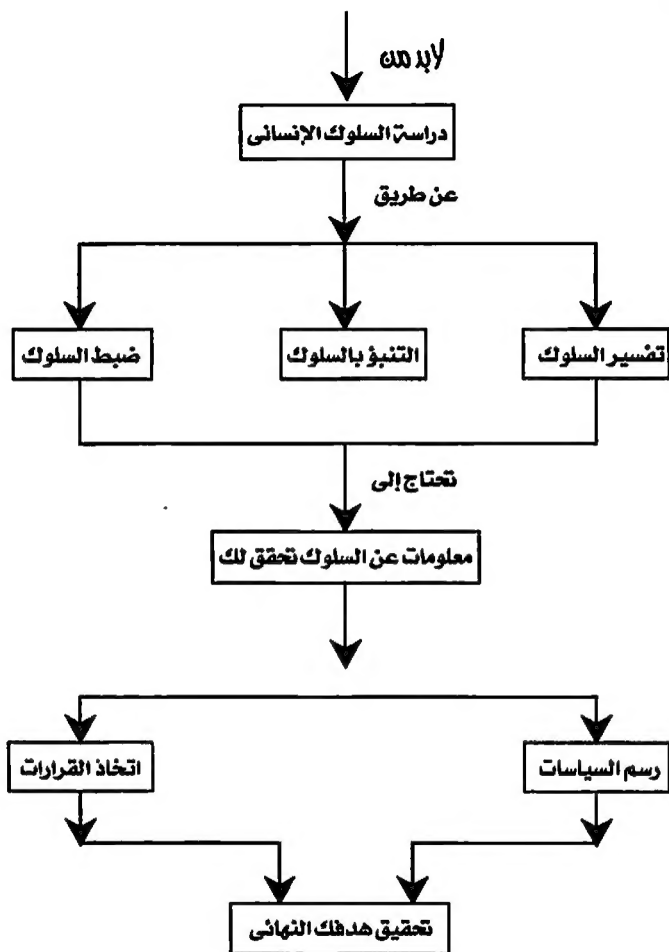 لابد من
دراسة السلوك الإنسانى
عن طريق
تفسير السلوك
التنبؤ بالسلوك
ضبط السلوك
تحتاج إلى
معلومات عن السلوك تحقق لك
رسم السياسات
اتخاذ القرارات
تحقيق هدفك النهائى